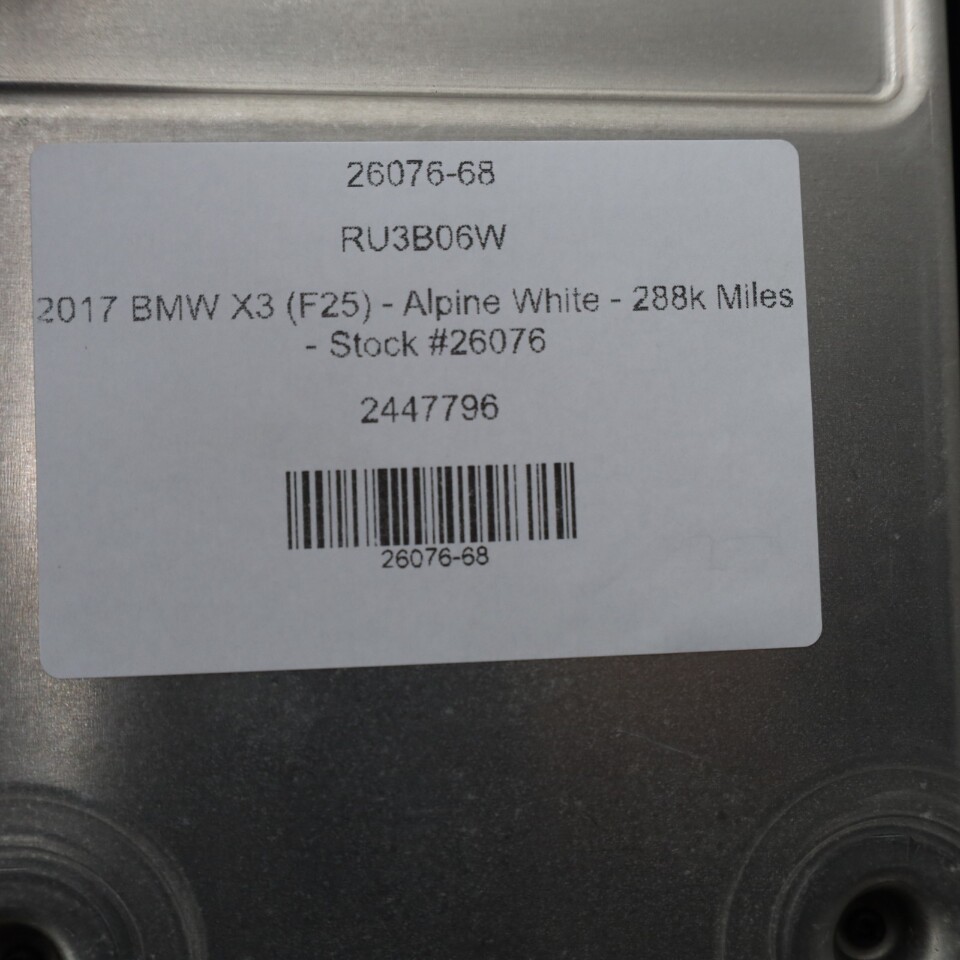 26076-68
RU3B06W
2017 BMW X3 (F25) - Alpine White - 288k Miles
- Stock #26076
2447796
26076-68